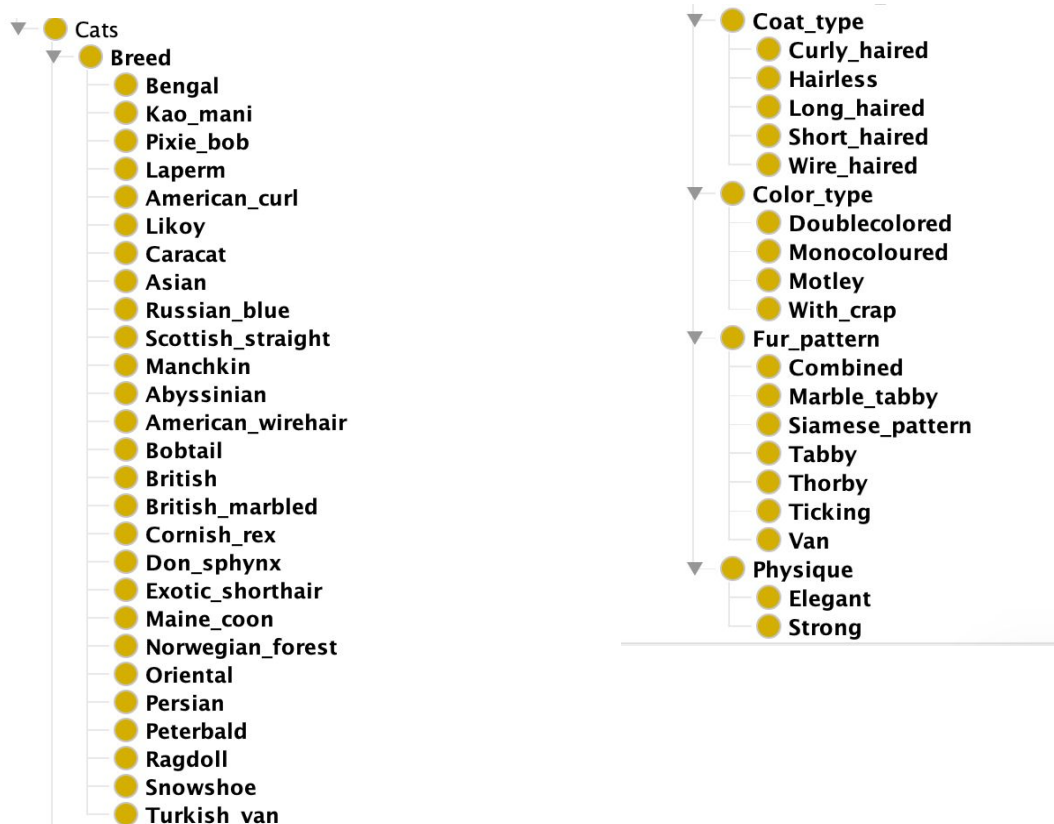 Cats
Breed
Bengal
Kao_mani
Pixie_bob
Laperm
American_curl
Likoy
Caracat
Asian
Russian_blue
Scottish_straight
Manchkin
Abyssinian
American_wirehair
Bobtail
British
British_marbled
Cornish_rex
Don_sphynx
Exotic_shorthair
Maine_coon
Norwegian_forest
Oriental
Persian
Peterbald
Ragdoll
Snowshoe
Turkish_van
Coat_type
Curly_haired
Hairless
Long_haired
Short_haired
Wire_haired
Color_type
Doublecolored
Monocoloured
Motley
With_crap
Fur_pattern
Combined
Marble_tabby
Siamese_pattern
Tabby
Thorby
Ticking
Van
Physique
Elegant
Strong